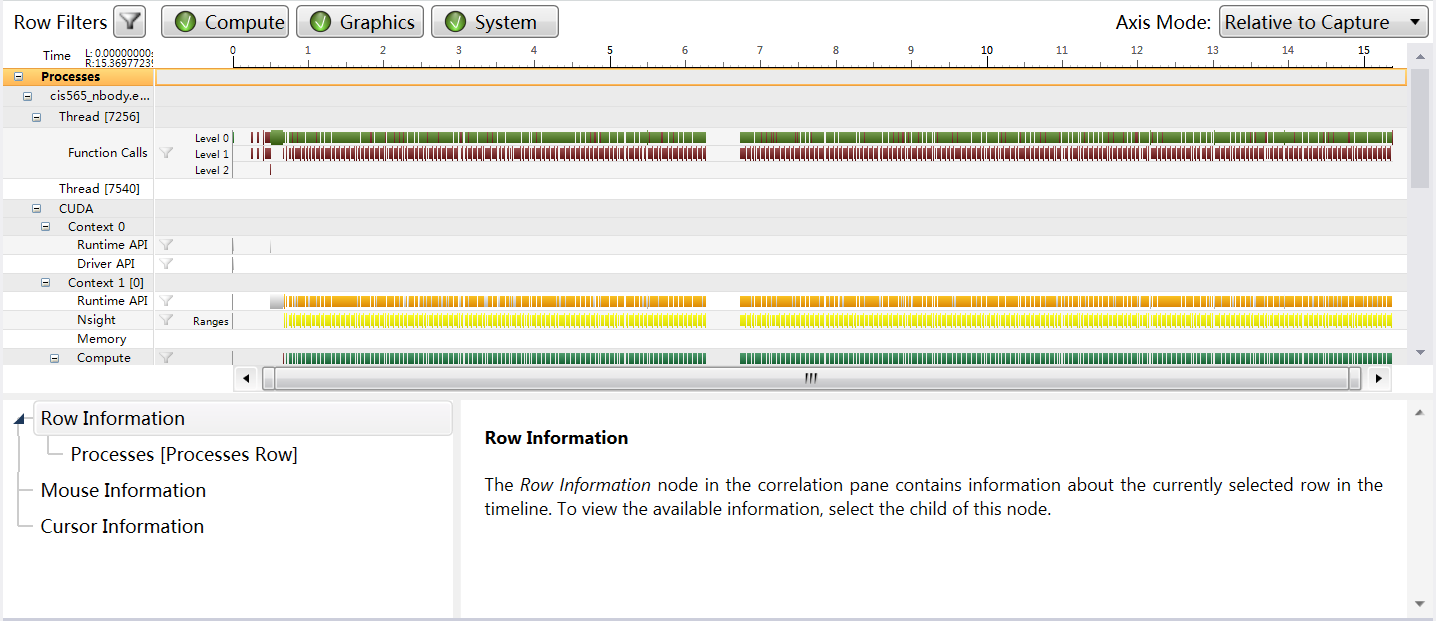 Row Filters Compute Graphics System Axis Mode: Relative to Capture
Time L: 0.00000000 0 1 2 3 4 5 6 7 8 9 10 11 12 13 14 15
R:15.3697723
Processes
cis565_nbody.e...
Thread [7256]
Level 0
Function Calls Level 1
Level 2
Thread [7540]
CUDA
Context 0
Runtime API
Driver API
Context 1 [0]
Runtime API
Nsight Ranges
Memory
Compute
Row Information
Processes [Processes Row]
Mouse Information
Cursor Information
Row Information
The Row Information node in the correlation pane contains information about the currently selected row in the
timeline. To view the available information, select the child of this node.